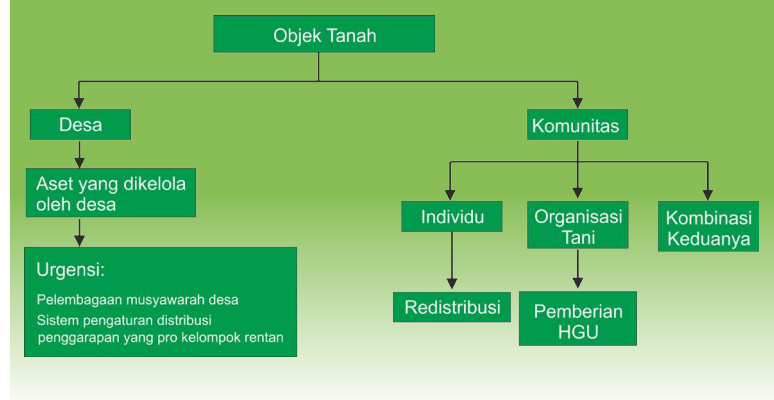 Objek Tanah
Desa
Aset yang dikelola
oleh desa
Urgensi:
Pelembagaan musyawarah desa
Sistem pengaturan distribusi
penggarapan yang pro kelompok rentan
Komunitas
Individu
Redistribusi
Organisasi
Tani
Pemberian
HGU
Kombinasi
Keduanya